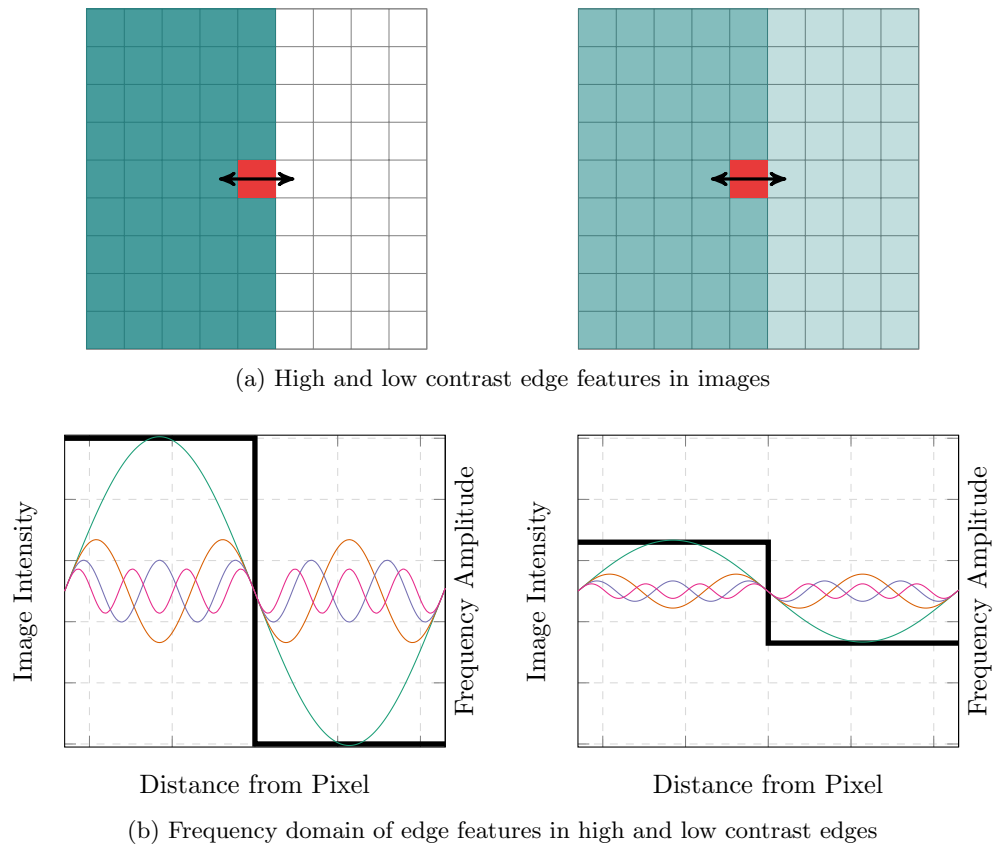 (a) High and low contrast edge features in images
Image Intensity
Frequency Amplitude
Distance from Pixel
Image Intensity
Frequency Amplitude
Distance from Pixel
(b) Frequency domain of edge features in high and low contrast edges